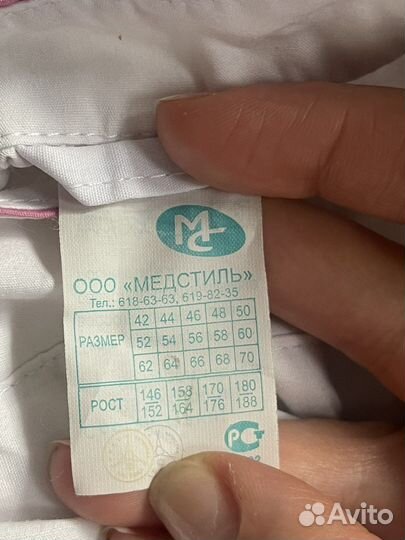 МС
ООО «МЕДСТИЛЬ»
Тел.: 618-63-63, 619-82-35
РАЗМЕР 42 44 46 48 50
52 54 56 58 60
62 64 66 68 70
РОСТ 146 158 170 180
152 164 176 188
РСТ
Avito